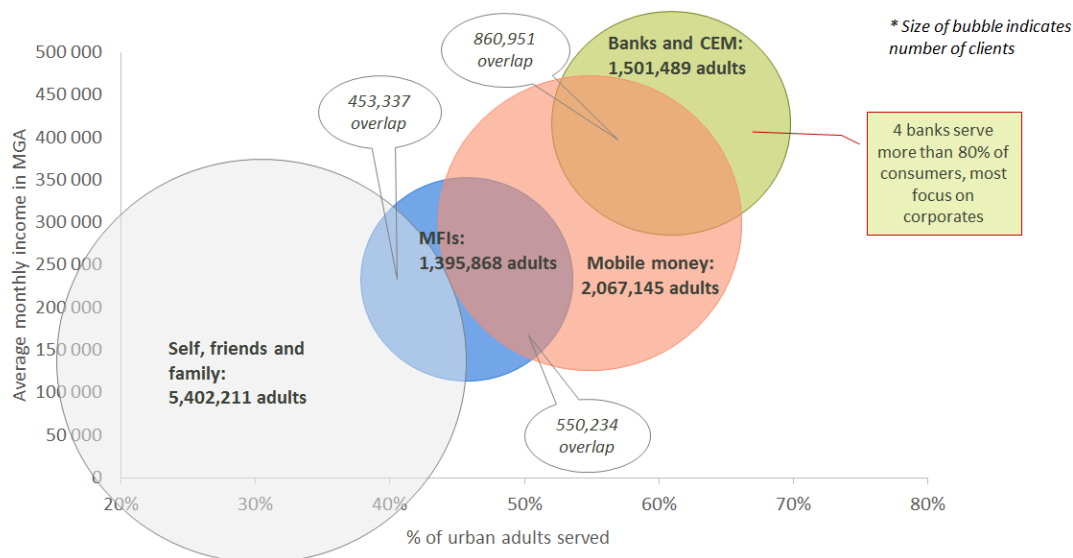 * Size of bubble indicates
number of clients
Average monthly income in MGA
500 000
450 000
400 000
350 000
300 000
250 000
200 000
150 000
100 000
50 000
0
20%
30%
40%
50%
60%
70%
80%
% of urban adults served
860,951
overlap
453,337
overlap
550,234
overlap
Banks and CEM:
1,501,489 adults
4 banks serve
more than 80% of
consumers, most
focus on
corporates
MFIs:
1,395,868 adults
Mobile money:
2,067,145 adults
Self, friends and
family:
5,402,211 adults